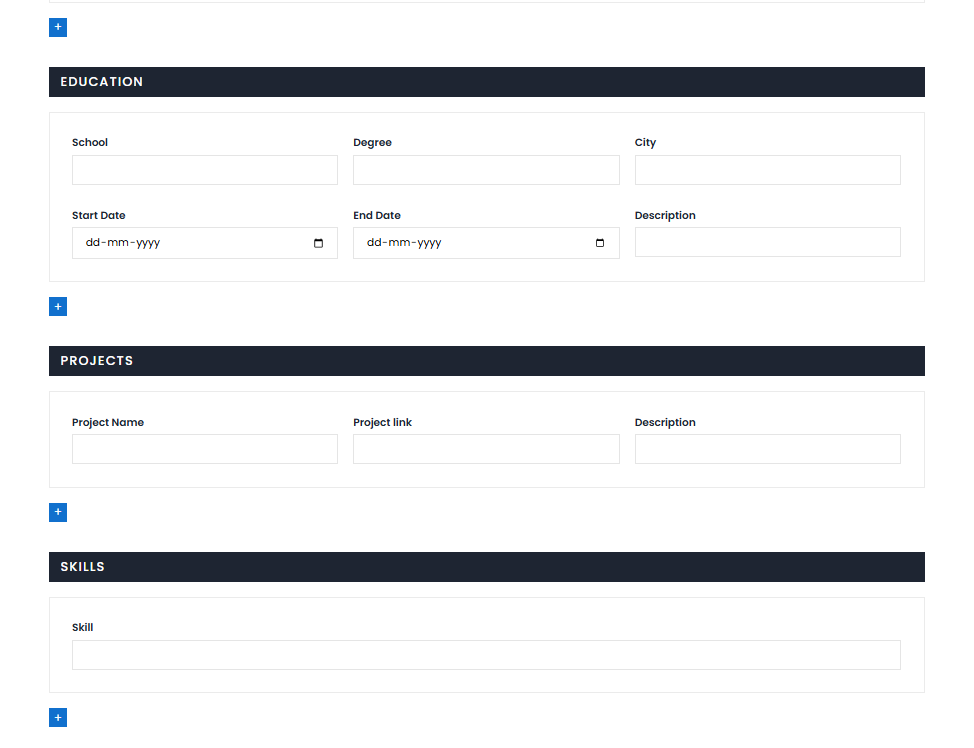 +
EDUCATION
School Degree City
Start Date End Date Description
dd-mm-yyyy dd-mm-yyyy
+
PROJECTS
Project Name Project link Description
+
SKILLS
Skill
+